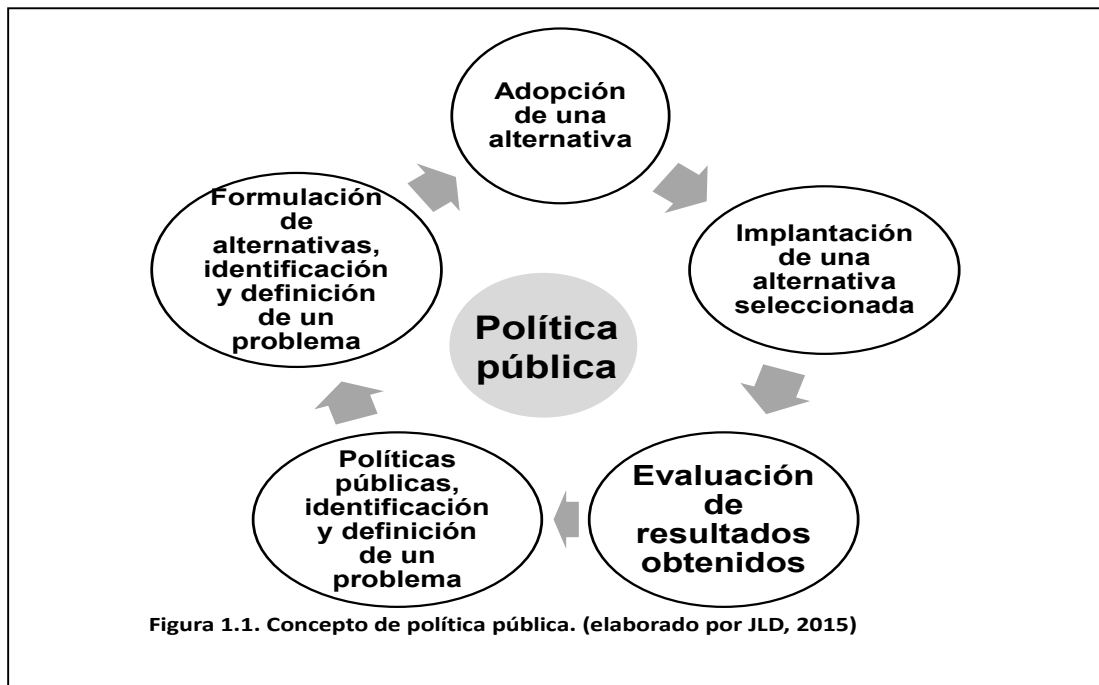 Adopción
de una
alternativa
Formulación
de
alternativas,
identificación
y definición
de un
problema
Implantación
de una
alternativa
seleccionada
Política
pública
Políticas
públicas,
identificación
y definición
de un
problema
Evaluación
de
resultados
obtenidos
Figura 1.1. Concepto de política pública. (elaborado por JLD, 2015)